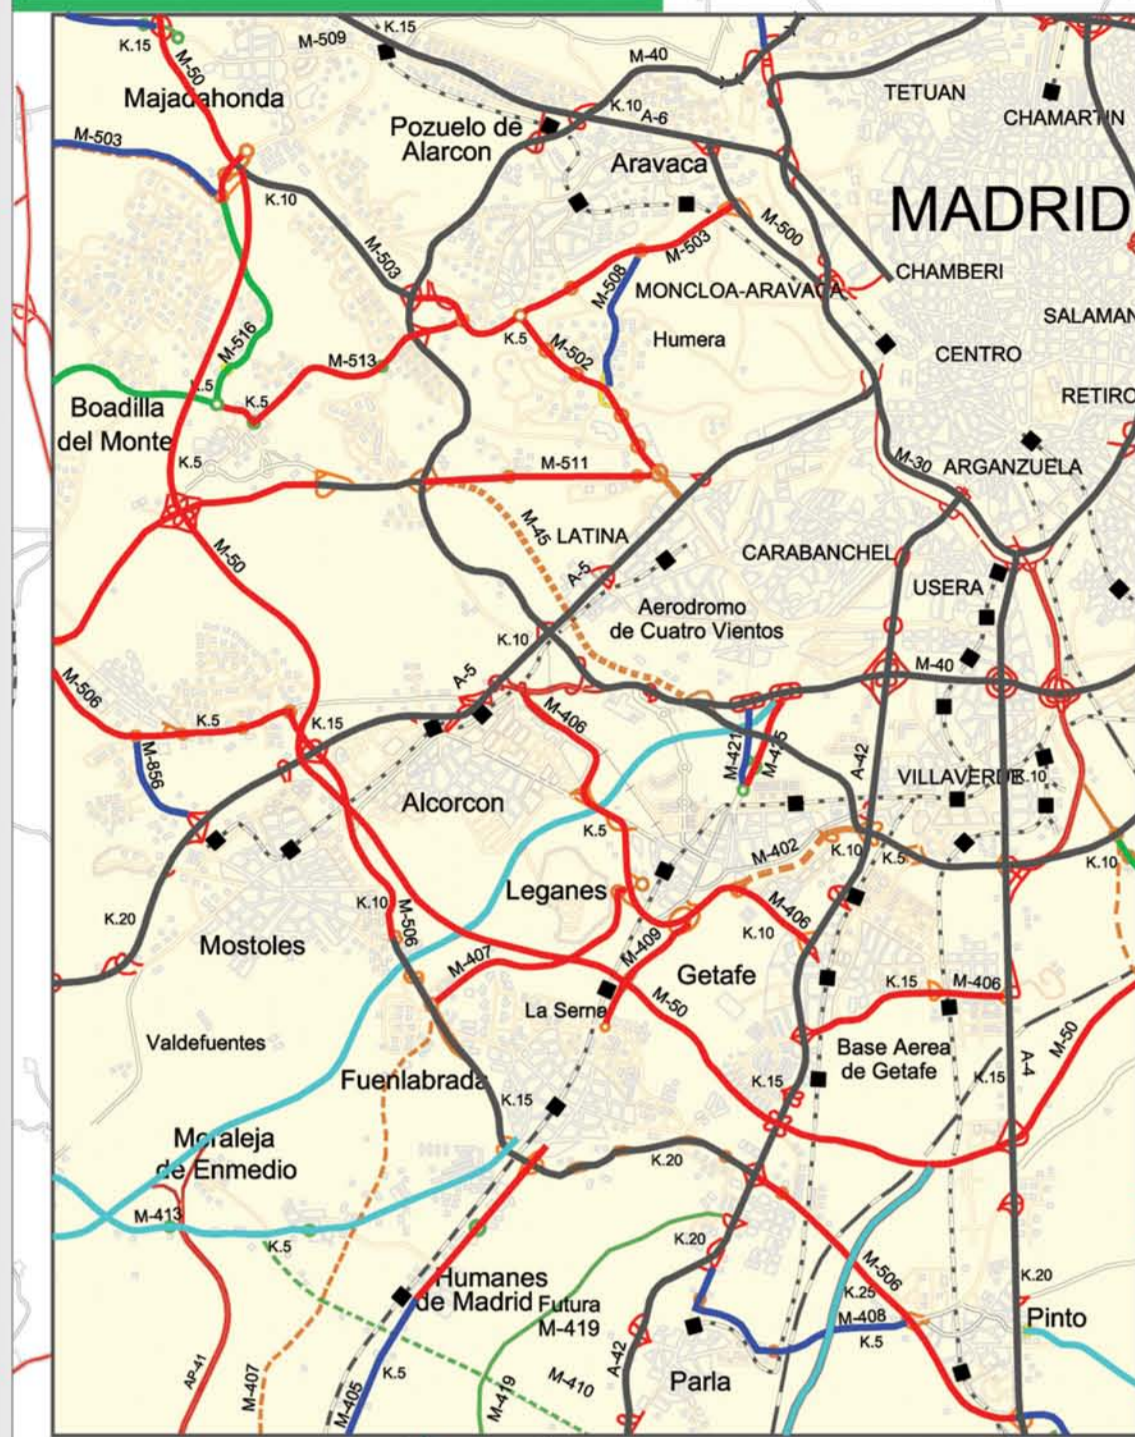 K.15
M-509
K.15
M-40
M-50
Majadahonda
K.10
A-6
TETUAN
CHAMARTIN
Pozuelo de
Alarcon
M-503
Aravaca
K.10
MADRID
M-500
M-503
M-503
M-508
CHAMBERI
MONCLOA-ARAVACA
SALAMAN
M-516
K.5
Humera
CENTRO
M-513
M-502
K.5
K.5
RETIRO
Boadilla
del Monte
K.5
M-511
M-30
ARGANZUELA
M-45
LATINA
M-50
CARABANCHEL
A-5
USERA
Aerodromo
de Cuatro Vientos
K.10
M-40
A-5
M-506
K.5
K.15
M-406
M-421
M-425
M-856
A-42
VILLAVERDE
K.10
Alcorcon
K.5
M-402
K.10
K.5
K.10
Leganes
K.10
M-506
K.20
M-406
K.10
Mostoles
M-409
M-407
Getafe
K.15
M-406
La Serna
M-50
Valdefuentes
Base Aerea
de Getafe
M-50
A-4
Fuenlabrada
K.15
K.15
K.15
Moraleja
de Enmedio
K.20
M-413
K.5
K.20
M-506
K.20
Humanes
de Madrid
Futura
M-419
K.25
M-408
K.5
Pinto
A-42
AP-41
M-407
M-405
K.5
M-419
M-410
Parla